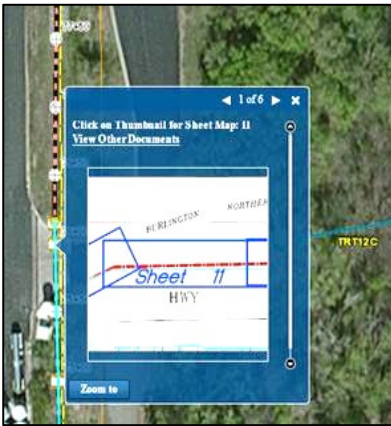 1 of 6
Click on Thumbnail for Sheet Map: 11
View Other Documents
BURLINGTON NORTHER
Sheet 11
HWY
TRT12C
Zoom to